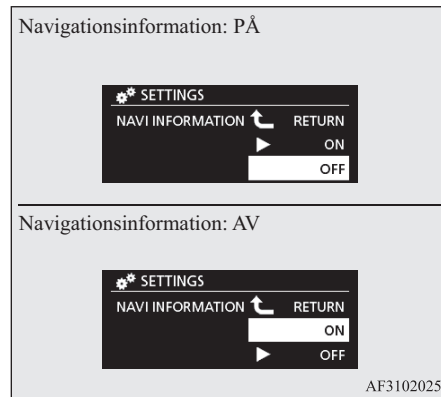 Navigationsinformation: PÅ
SETTINGS
NAVI INFORMATION RETURN
ON
OFF
Navigationsinformation: AV
SETTINGS
NAVI INFORMATION RETURN
ON
OFF
AF3102025